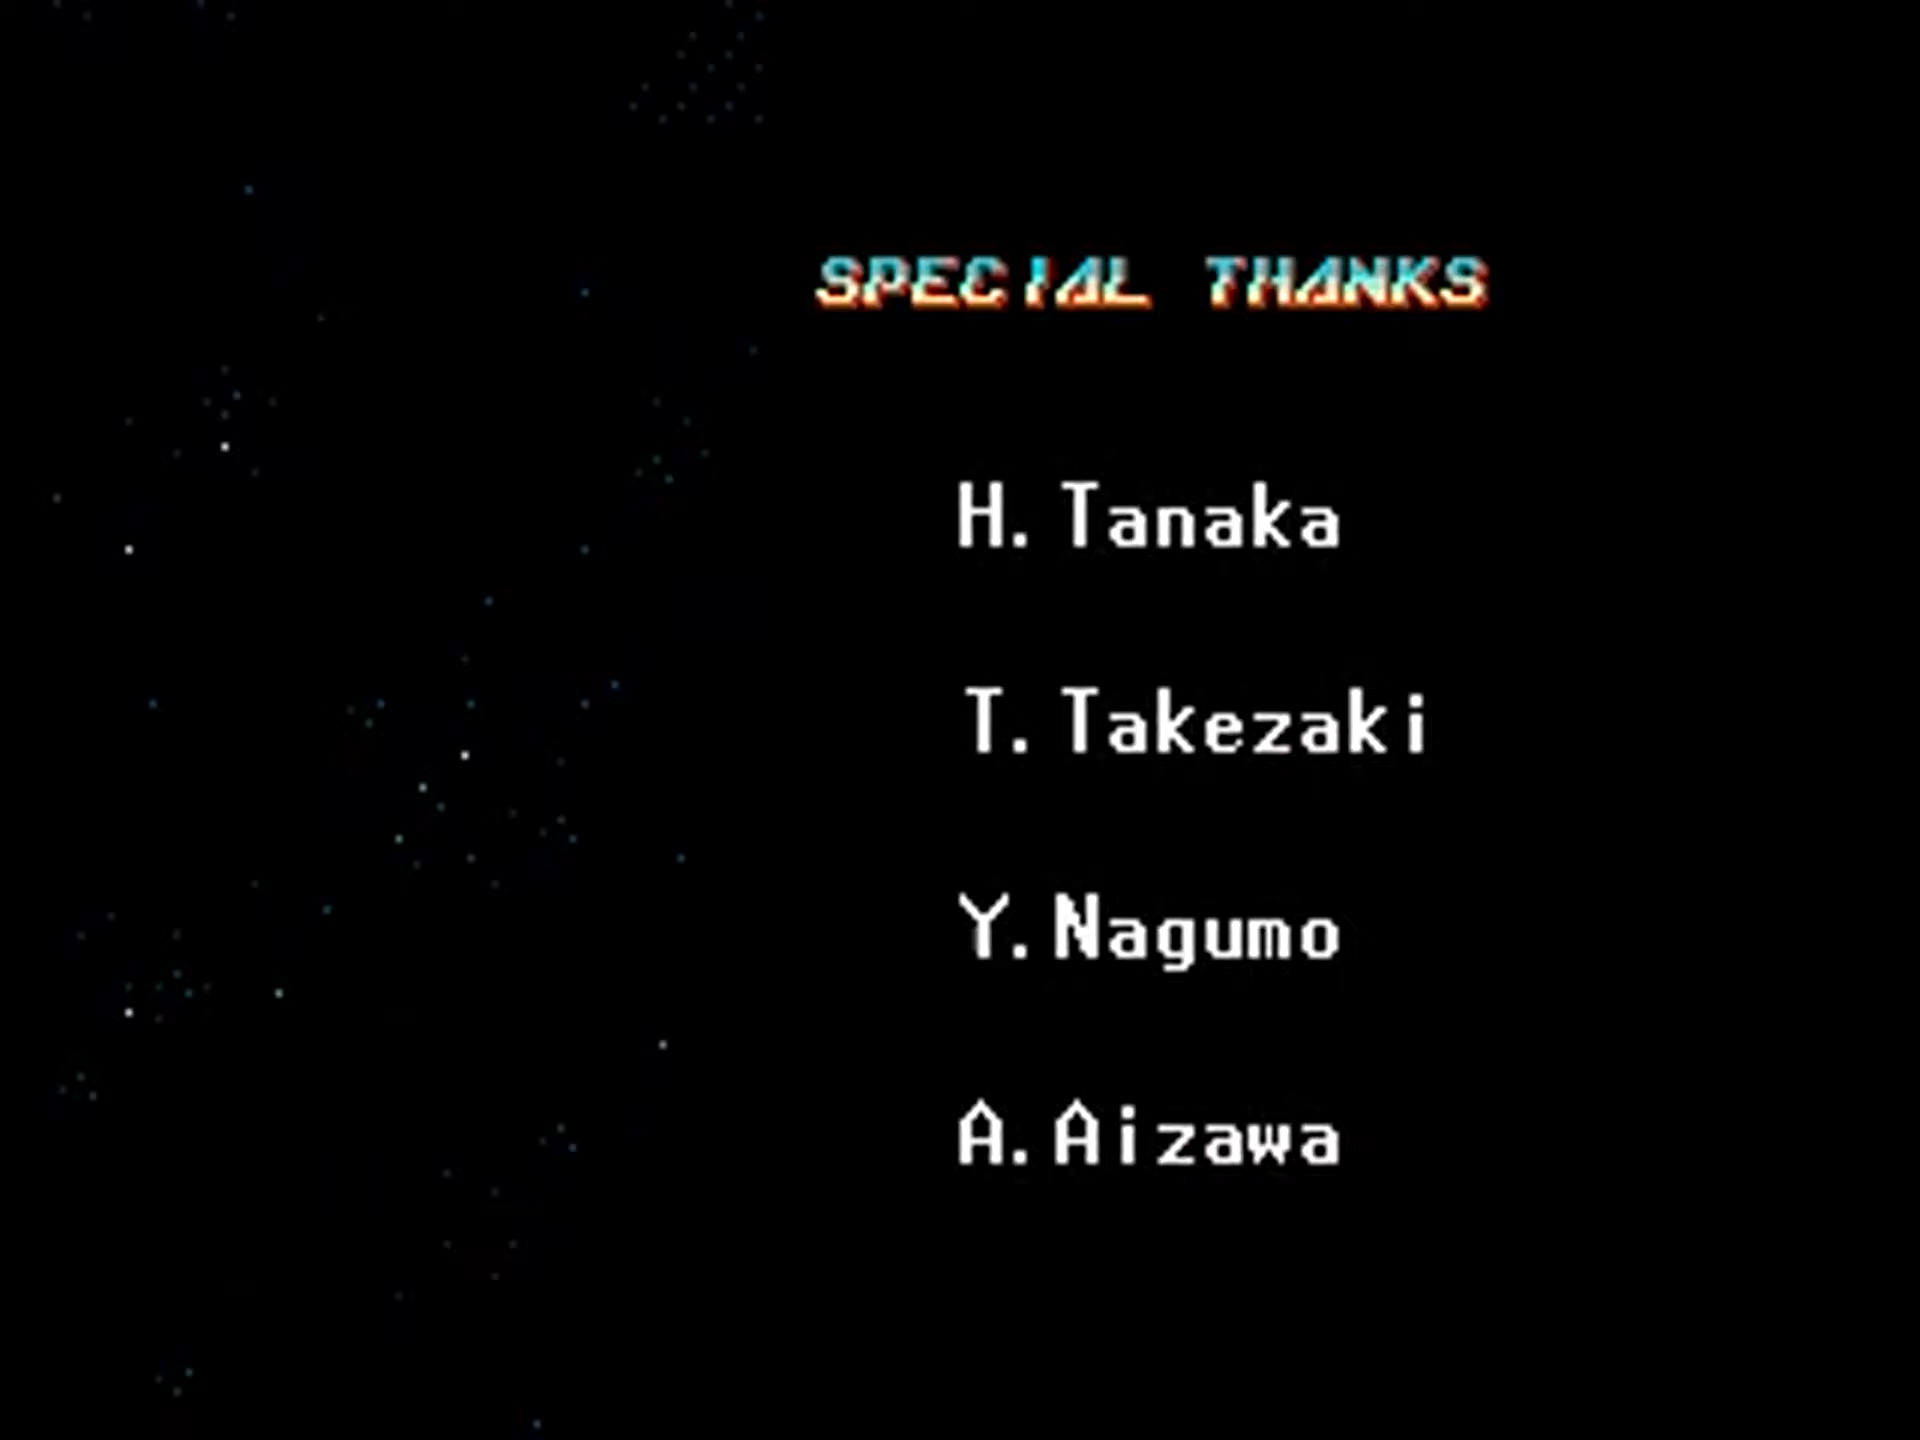 SPECIAL THANKS
H. Tanaka
T. Takezaki
Y. Nagumo
A. Aizawa